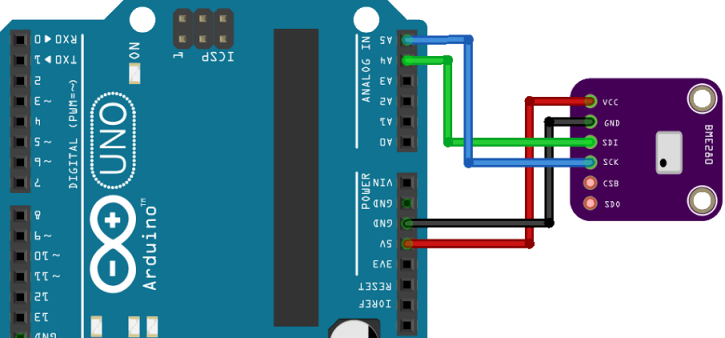 RX0 ◀ 0
TX0 ▶ 1
2
~ 3
4
~ 5
~ 6
7
8
~ 9
~ 10
~ 11
12
13
GND
DIGITAL (PWM=~)
ON
1
ICSP
UNO
Arduino™
ANALOG IN
A5
A4
A3
A2
A1
A0
POWER
VIN
GND
GND
5V
3V3
RESET
IOREF
VCC
GND
SDI
SCK
CSB
SDO
BME280